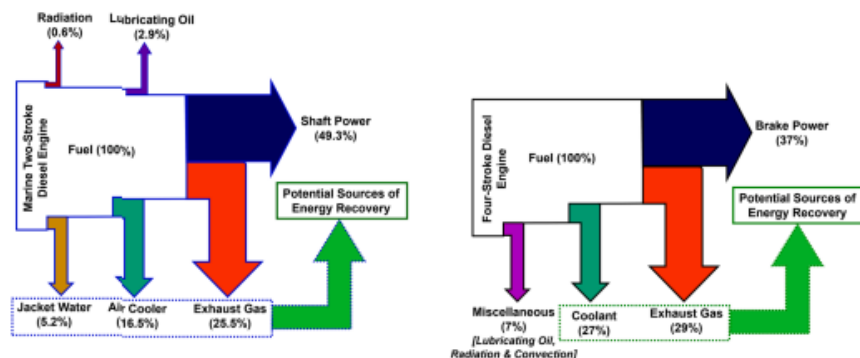 Radiation
(0.6%)
Lubricating Oil
(2.9%)
Marine Two-Stroke
Diesel Engine
Fuel (100%)
Shaft Power
(49.3%)
Potential Sources of
Energy Recovery
Jacket Water
(5.2%)
Air Cooler
(16.5%)
Exhaust Gas
(25.5%)
Four-Stroke Diesel
Engine
Fuel (100%)
Brake Power
(37%)
Potential Sources of
Energy Recovery
Miscellaneous
(7%)
[Lubricating Oil,
Radiation & Convection]
Coolant
(27%)
Exhaust Gas
(29%)